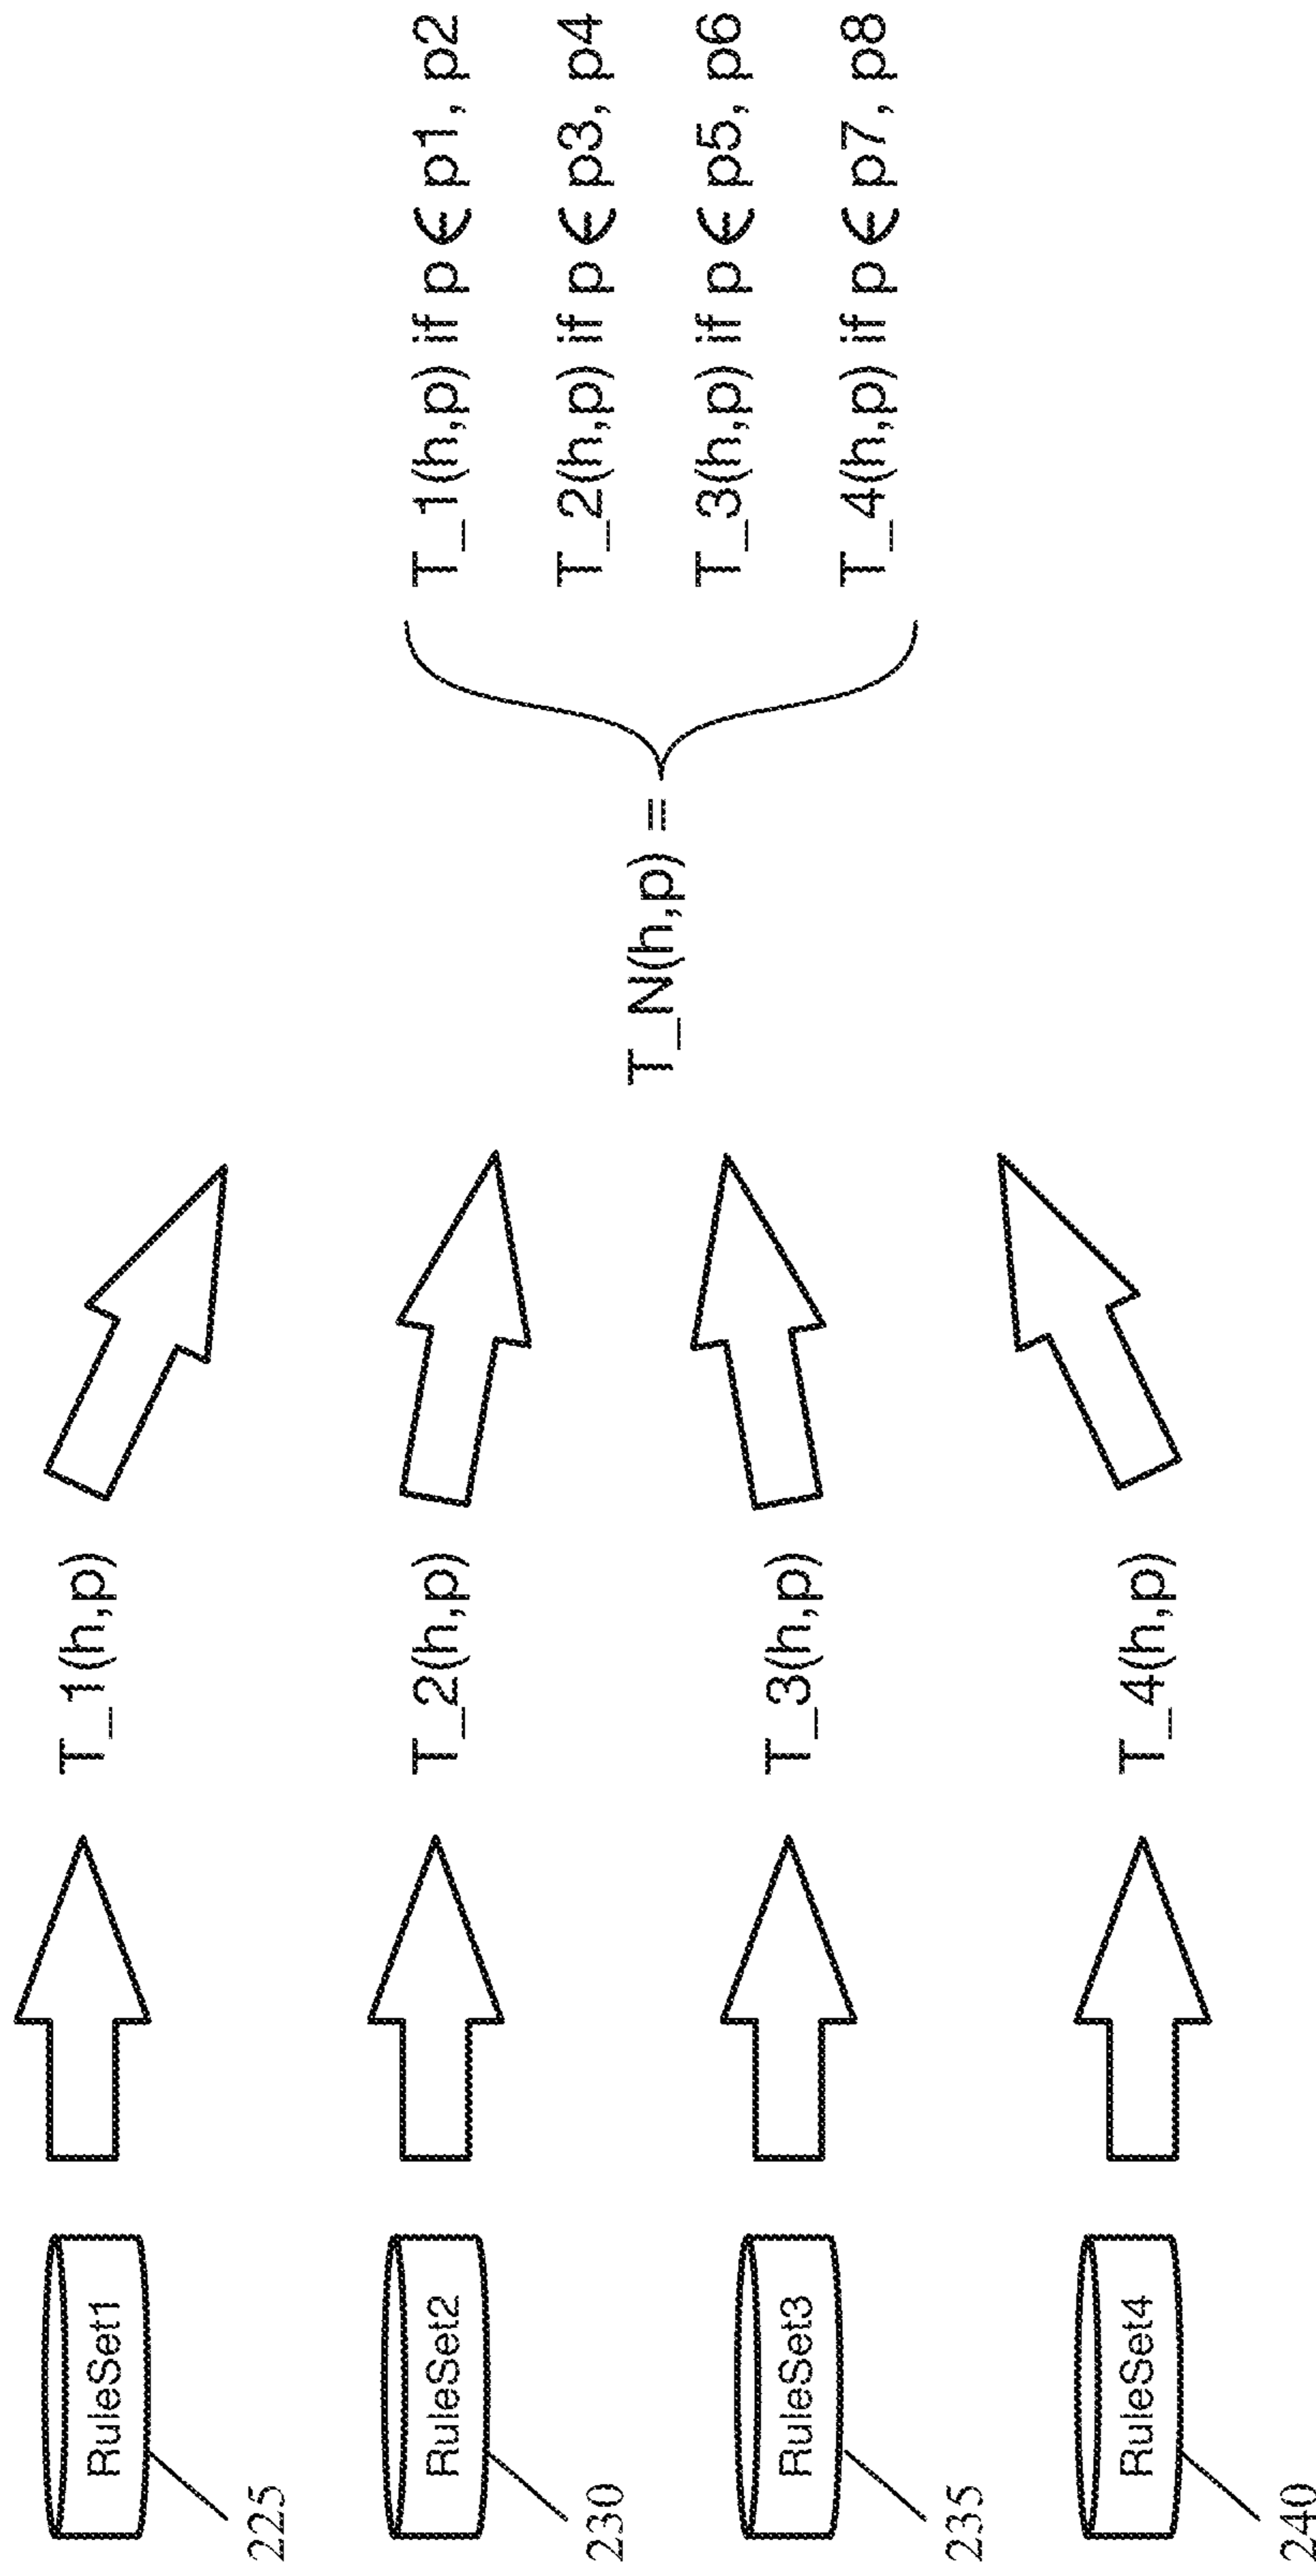 RuleSet1
225
T_1(h,p)
RuleSet2
230
T_2(h,p)
RuleSet3
235
T_3(h,p)
RuleSet4
240
T_4(h,p)
T_N(h,p) =
T_1(h,p) if p ∈ p1, p2
T_2(h,p) if p ∈ p3, p4
T_3(h,p) if p ∈ p5, p6
T_4(h,p) if p ∈ p7, p8